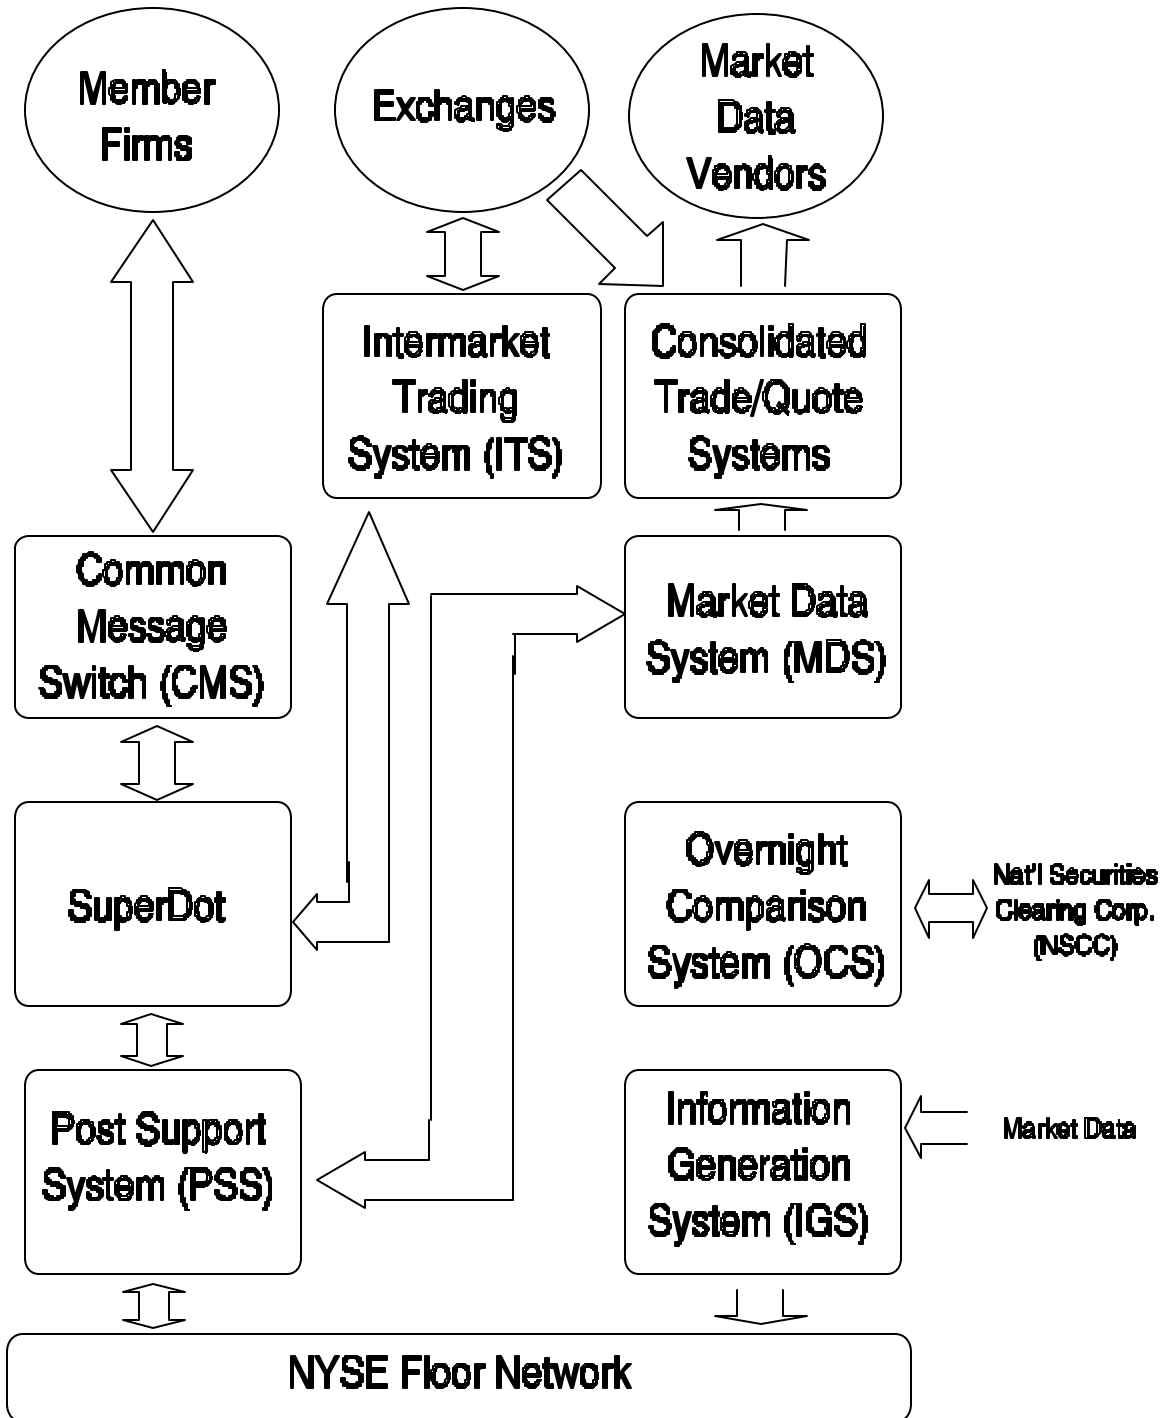 Member
Firms
Exchanges
Market
Data
Vendors
Intermarket
Trading
System (ITS)
Consolidated
Trade/Quote
Systems
Common
Message
Switch (CMS)
Market Data
System (MDS)
SuperDot
Overnight
Comparison
System (OCS)
Nat'l Securities
Clearing Corp.
(NSCC)
Post Support
System (PSS)
Information
Generation
System (IGS)
Market Data
NYSE Floor Network